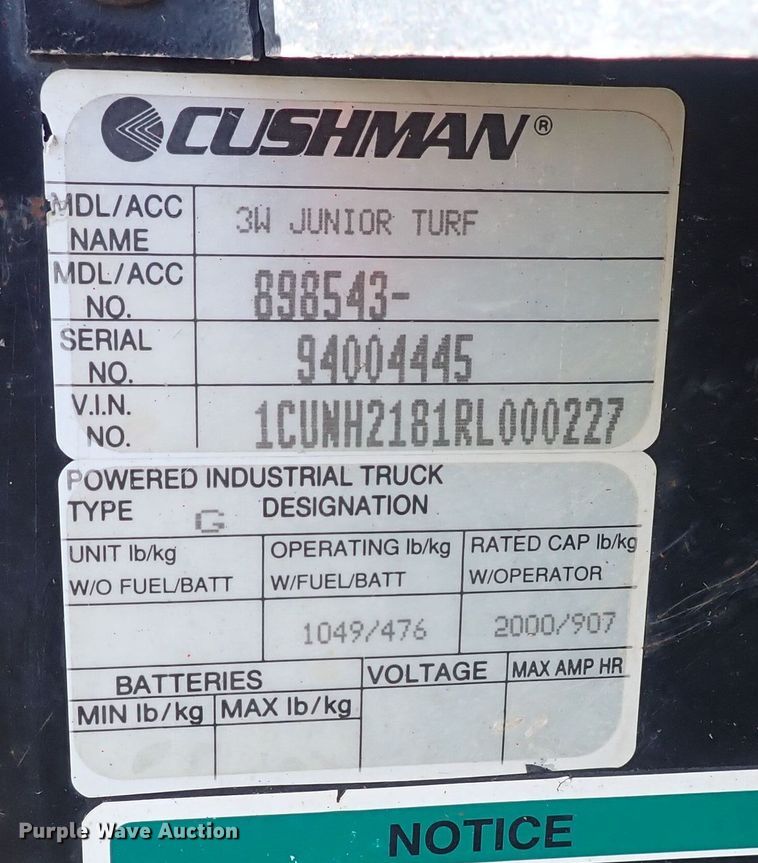 CUSHMAN®
MDL/ACC NAME 3W JUNIOR TURF
MDL/ACC NO. 898543-
SERIAL NO. 94004445
V.I.N. NO. 1CUNH2181RL000227
POWERED INDUSTRIAL TRUCK
TYPE G DESIGNATION
UNIT lb/kg W/O FUEL/BATT
OPERATING lb/kg W/FUEL/BATT
RATED CAP lb/kg W/OPERATOR
1049/476 2000/907
BATTERIES VOLTAGE MAX AMP HR
MIN lb/kg MAX lb/kg
NOTICE
Purple Wave Auction